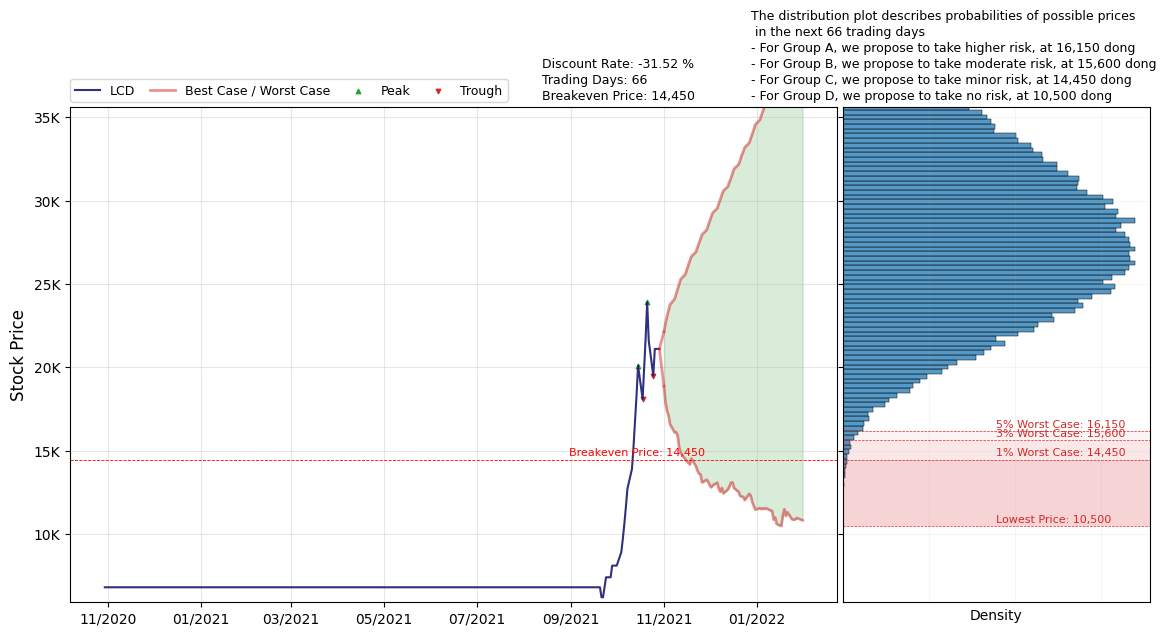 The distribution plot describes probabilities of possible prices
in the next 66 trading days
- For Group A, we propose to take higher risk, at 16,150 dong
- For Group B, we propose to take moderate risk, at 15,600 dong
- For Group C, we propose to take minor risk, at 14,450 dong
- For Group D, we propose to take no risk, at 10,500 dong
Discount Rate: -31.52 %
Trading Days: 66
Breakeven Price: 14,450
LCD
Best Case / Worst Case
Peak
Trough
Stock Price
35K
30K
25K
20K
15K
10K
Breakeven Price: 14,450
5% Worst Case: 16,150
3% Worst Case: 15,600
1% Worst Case: 14,450
Lowest Price: 10,500
11/2020
01/2021
03/2021
05/2021
07/2021
09/2021
11/2021
01/2022
Density